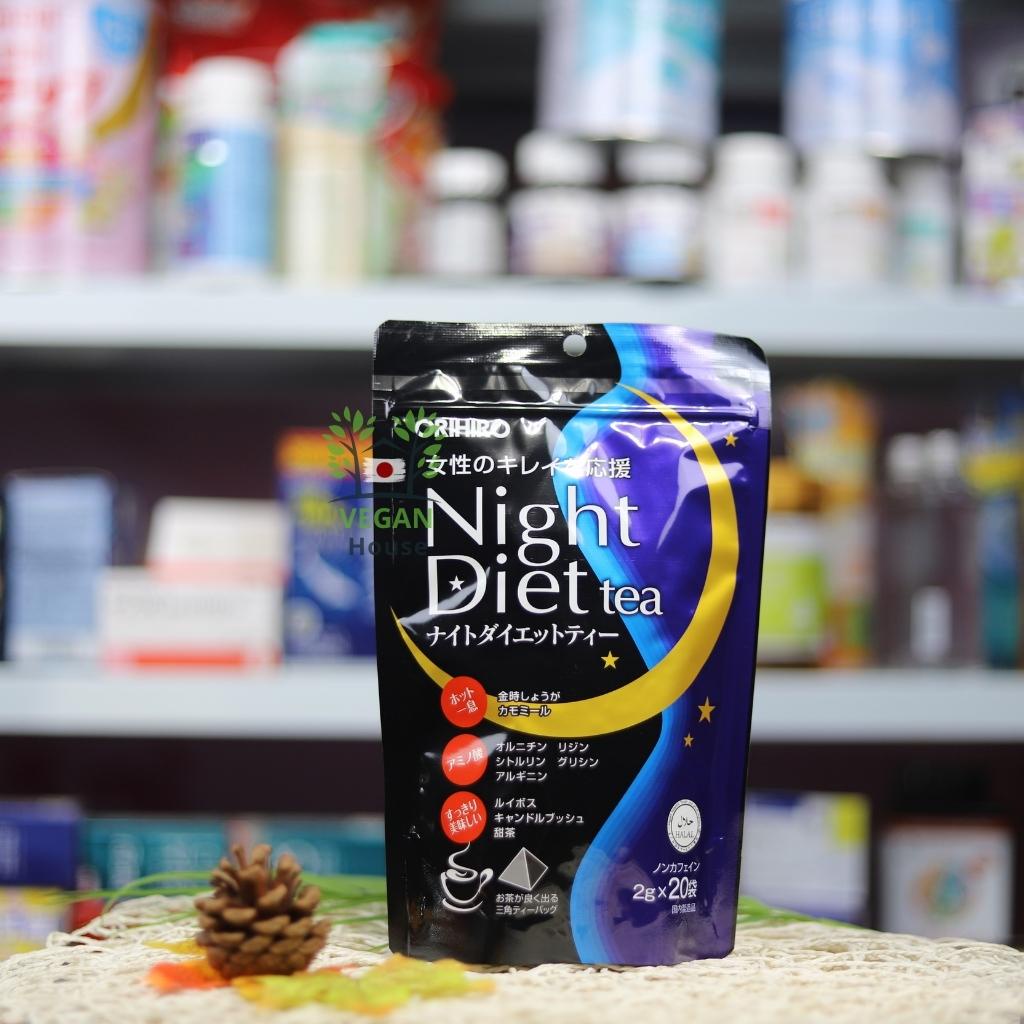 ORIHIRO
女性のキレイを応援
Night
Diet tea
ナイトダイエットティー
VEGAN
House
ホット
一息
金時しょうが
カモミール
アミノ酸
オルニチン リジン
シトルリン グリシン
アルギニン
すっきり
美味しい
ルイボス
キャンドルブッシュ
甜茶
حلال
HALAL
お茶が良く出る
三角ティーバッグ
ノンカフェイン
2g×20袋
国内製造品